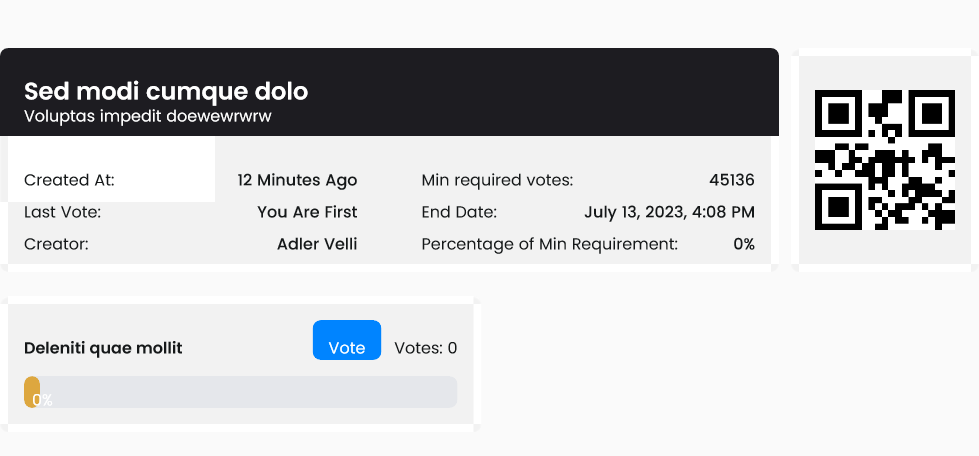 Sed modi cumque dolo
Voluptas impedit doewewrwrw
Created At: 12 Minutes Ago Min required votes: 45136
Last Vote: You Are First End Date: July 13, 2023, 4:08 PM
Creator: Adler Velli Percentage of Min Requirement: 0%
Deleniti quae mollit Vote Votes: 0
0%